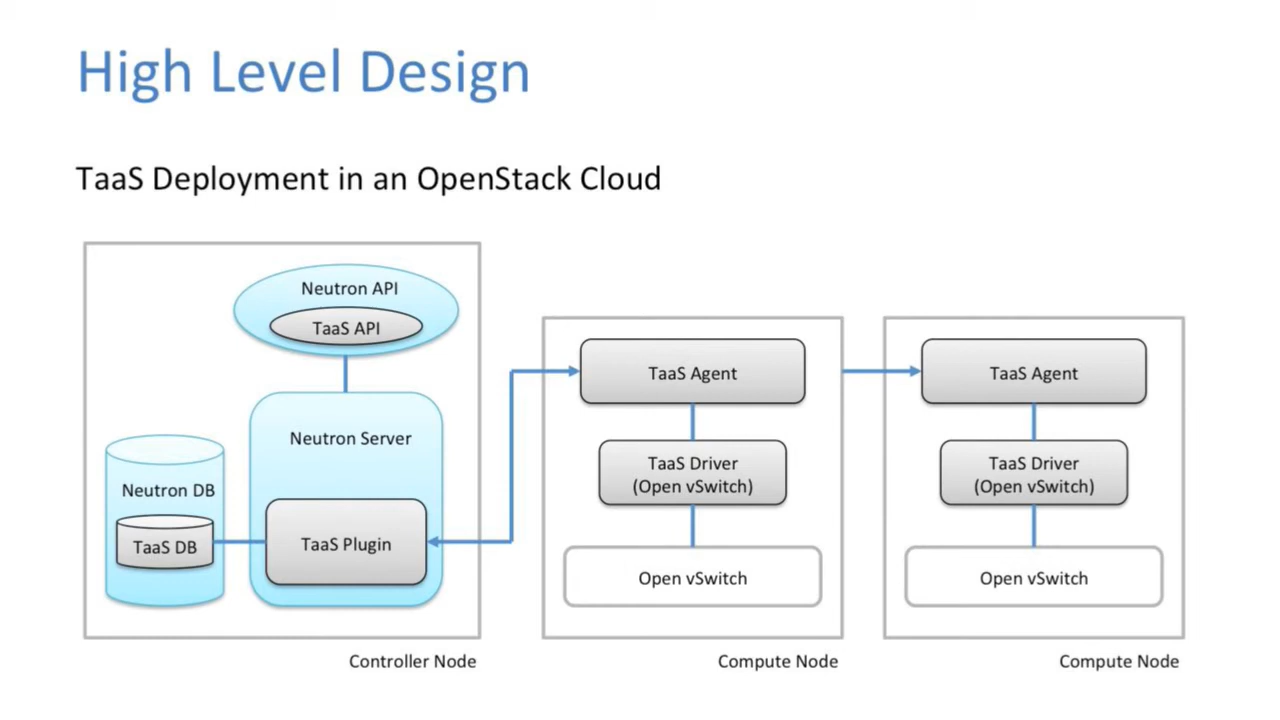 High Level Design
TaaS Deployment in an OpenStack Cloud
Neutron API
TaaS API
Neutron Server
Neutron DB
TaaS DB
TaaS Plugin
Controller Node
TaaS Agent
TaaS Driver
(Open vSwitch)
Open vSwitch
Compute Node
TaaS Agent
TaaS Driver
(Open vSwitch)
Open vSwitch
Compute Node